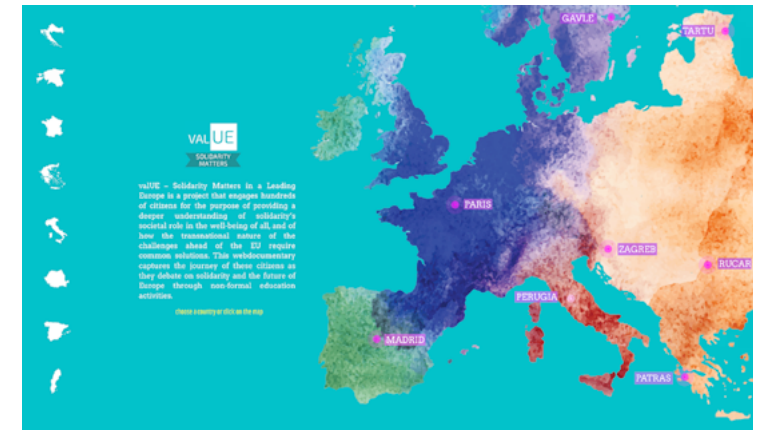 VALUE
SOLIDARITY
MATTERS
valUE – Solidarity Matters in a Leading
Europe is a project that engages hundreds
of citizens for the purpose of providing a
deeper understanding of solidarity's
societal role in the well-being of all, and of
how the transnational nature of the
challenges ahead of the EU require
common solutions. This webdocumentary
captures the journey of these citizens as
they debate on solidarity and the future of
Europe through non-formal education
activities.
choose a country or click on the map
GAVLE
TARTU
PARIS
ZAGREB
RUCAR
PERUGIA
MADRID
PATRAS